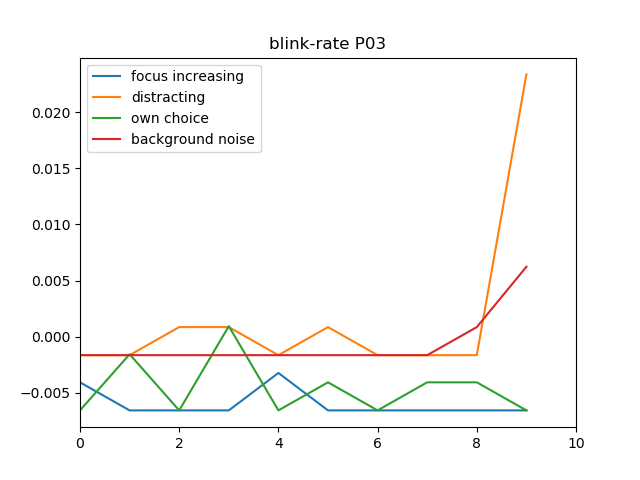 blink-rate P03
focus increasing
distracting
own choice
background noise
0.020
0.015
0.010
0.005
0.000
−0.005
0 2 4 6 8 10